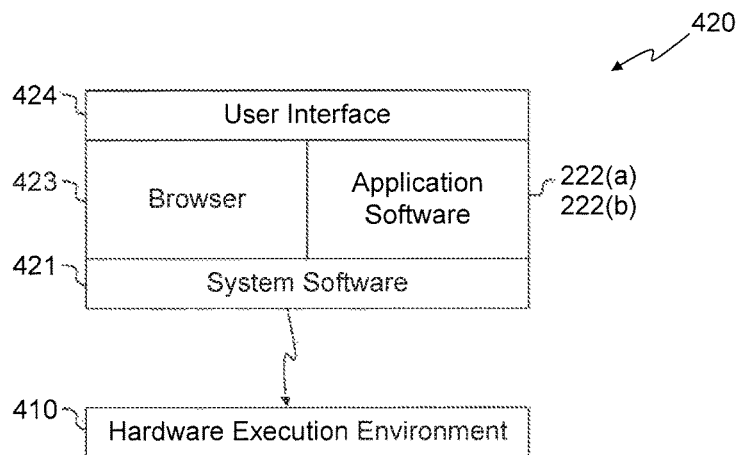 420
424
User Interface
423
Browser
Application
Software
222(a)
222(b)
421
System Software
410
Hardware Execution Environment